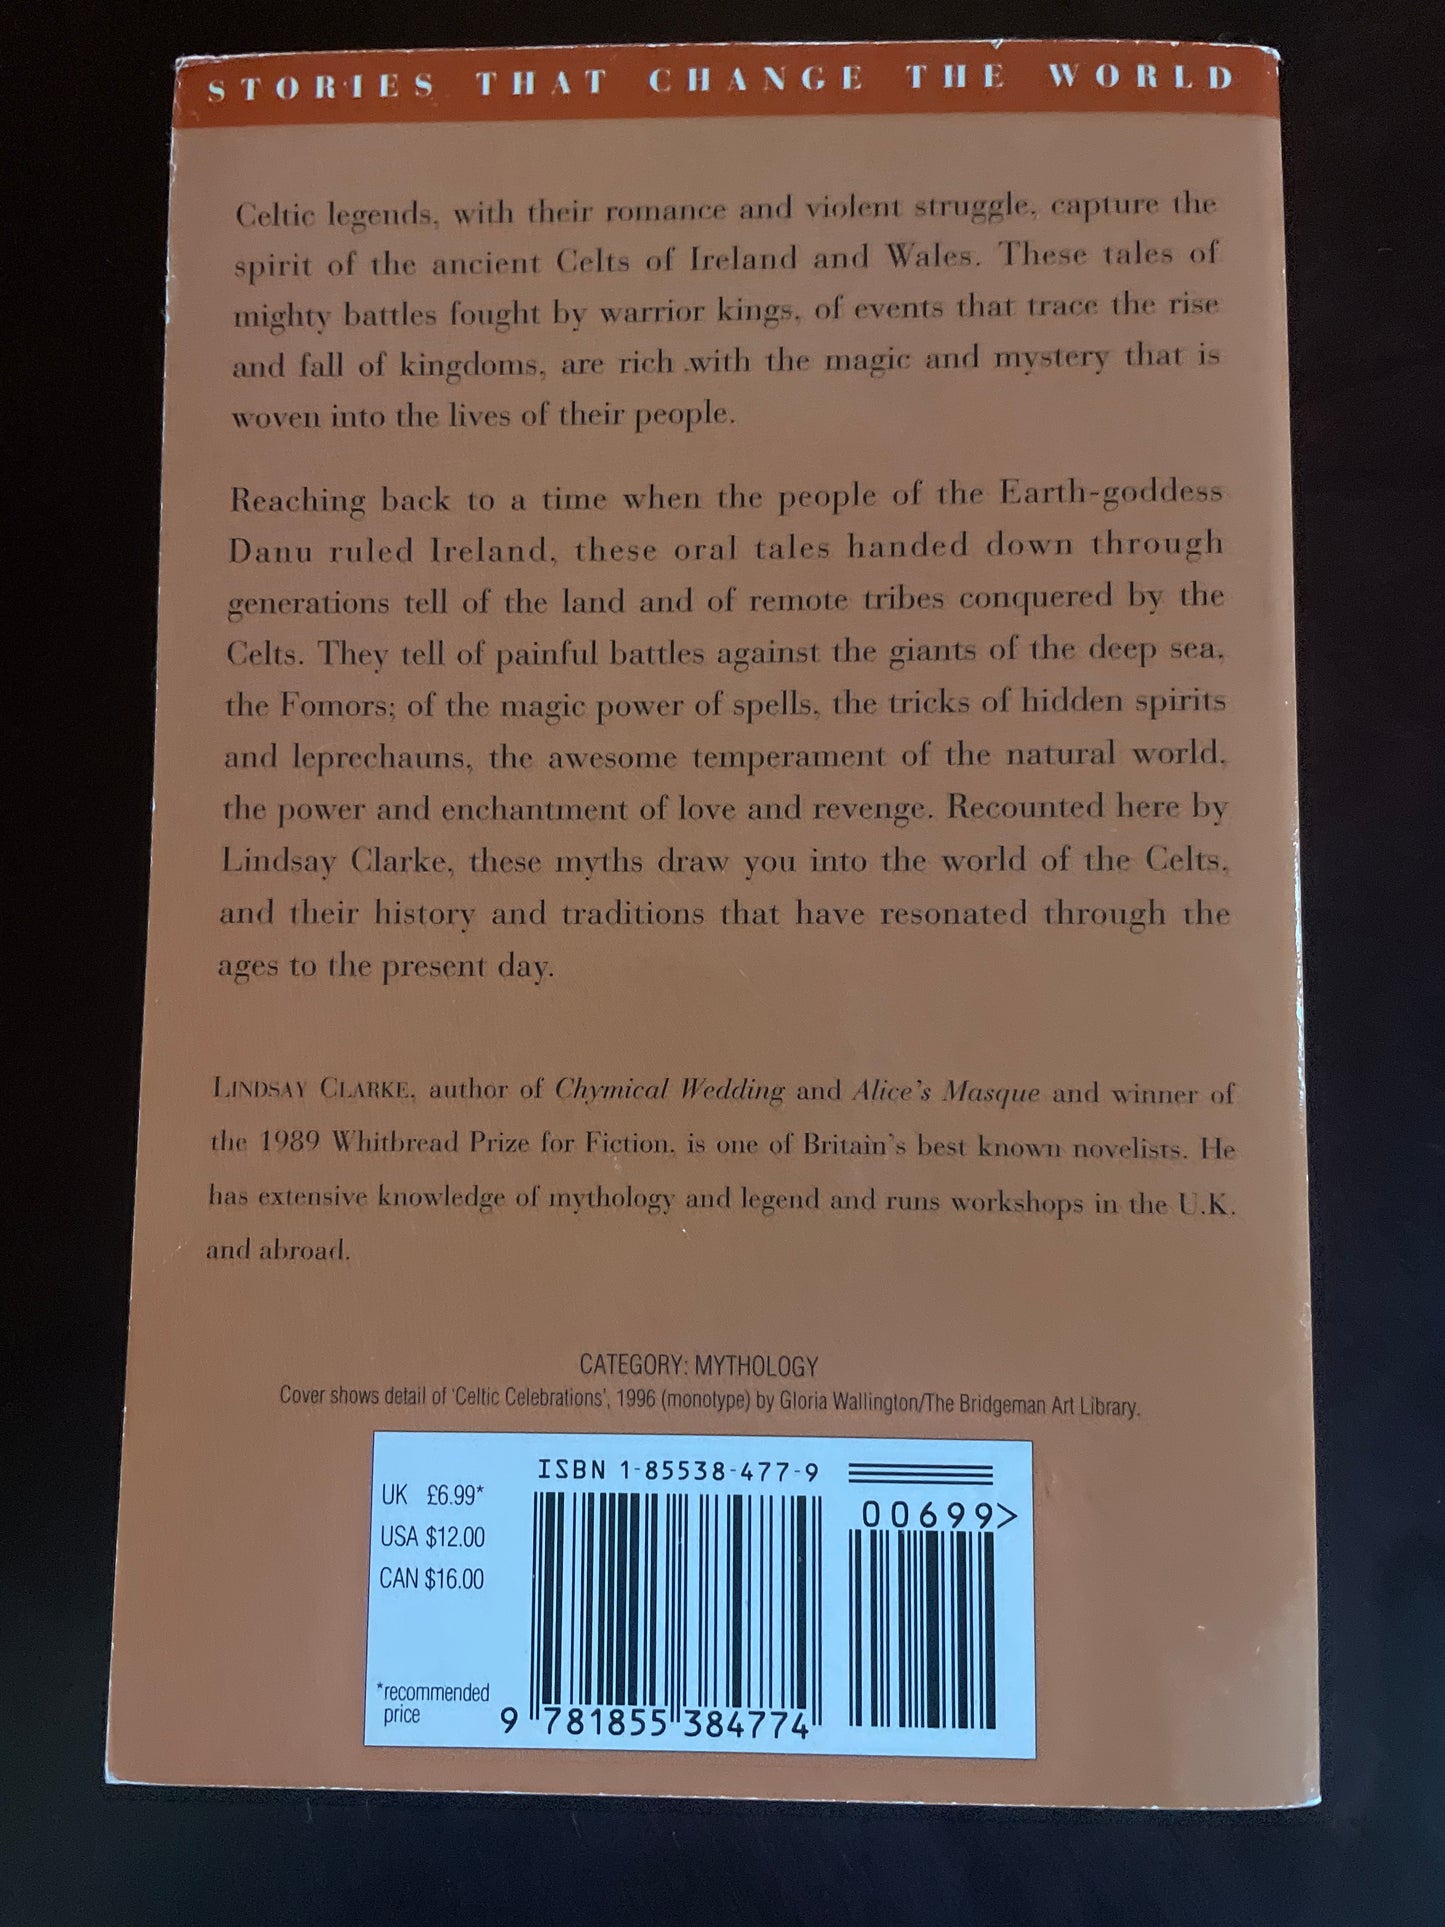 STORIES THAT CHANGE THE WORLD
Celtic legends, with their romance and violent struggle, capture the
spirit of the ancient Celts of Ireland and Wales. These tales of
mighty battles fought by warrior kings, of events that trace the rise
and fall of kingdoms, are rich with the magic and mystery that is
woven into the lives of their people.
Reaching back to a time when the people of the Earth-goddess
Danu ruled Ireland, these oral tales handed down through
generations tell of the land and of remote tribes conquered by the
Celts. They tell of painful battles against the giants of the deep sea,
the Fomors; of the magic power of spells, the tricks of hidden spirits
and leprechauns, the awesome temperament of the natural world,
the power and enchantment of love and revenge. Recounted here by
Lindsay Clarke, these myths draw you into the world of the Celts,
and their history and traditions that have resonated through the
ages to the present day.
LINDSAY CLARKE, author of Chymical Wedding and Alice's Masque and winner of
the 1989 Whitbread Prize for Fiction, is one of Britain's best known novelists. He
has extensive knowledge of mythology and legend and runs workshops in the U.K.
and abroad.
CATEGORY: MYTHOLOGY
Cover shows detail of 'Celtic Celebrations', 1996 (monotype) by Gloria Wallington/The Bridgeman Art Library.
ISBN 1-85538-477-9
UK £6.99*
USA $12.00
CAN $16.00
00699>
*recommended
price
9 781855 384774